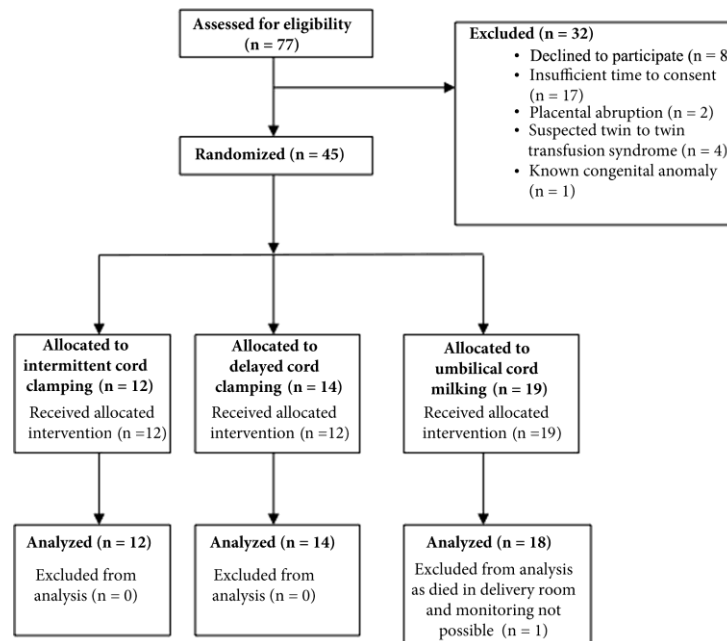 Assessed for eligibility
(n = 77)
Excluded (n = 32)
• Declined to participate (n = 8
• Insufficient time to consent
(n = 17)
• Placental abruption (n = 2)
• Suspected twin to twin
transfusion syndrome (n = 4)
• Known congenital anomaly
(n = 1)
Randomized (n = 45)
Allocated to
intermittent cord
clamping (n = 12)
Received allocated
intervention (n =12)
Allocated to
delayed cord
clamping (n = 14)
Received allocated
intervention (n =12)
Allocated to
umbilical cord
milking (n = 19)
Received allocated
intervention (n =19)
Analyzed (n = 12)
Excluded from
analysis (n = 0)
Analyzed (n = 14)
Excluded from
analysis (n = 0)
Analyzed (n = 18)
Excluded from analysis
as died in delivery room
and monitoring not
possible (n = 1)